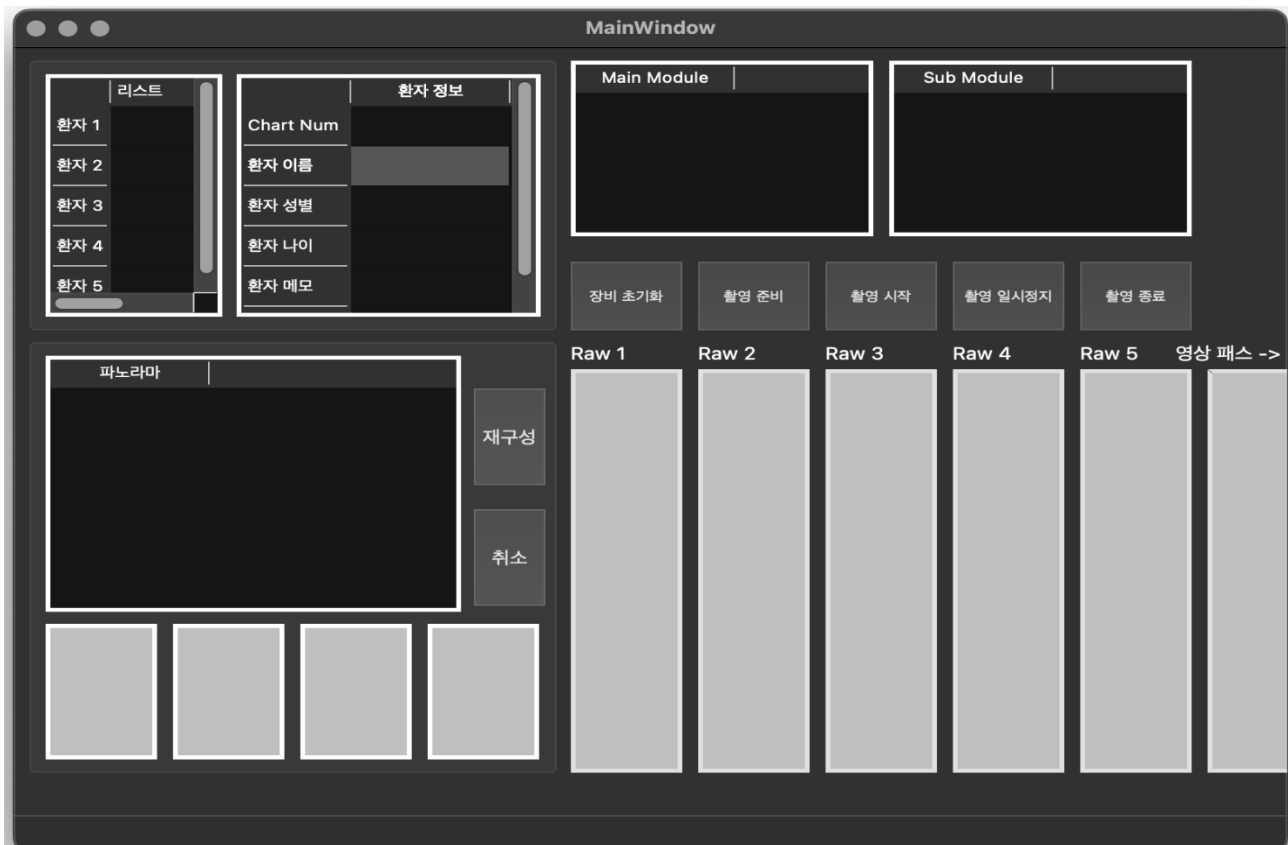 MainWindow
리스트
환자 1
환자 2
환자 3
환자 4
환자 5
환자 정보
Chart Num
환자 이름
환자 성별
환자 나이
환자 메모
Main Module
Sub Module
장비 초기화
촬영 준비
촬영 시작
촬영 일시정지
촬영 종료
파노라마
재구성
취소
Raw 1
Raw 2
Raw 3
Raw 4
Raw 5
영상 패스 ->